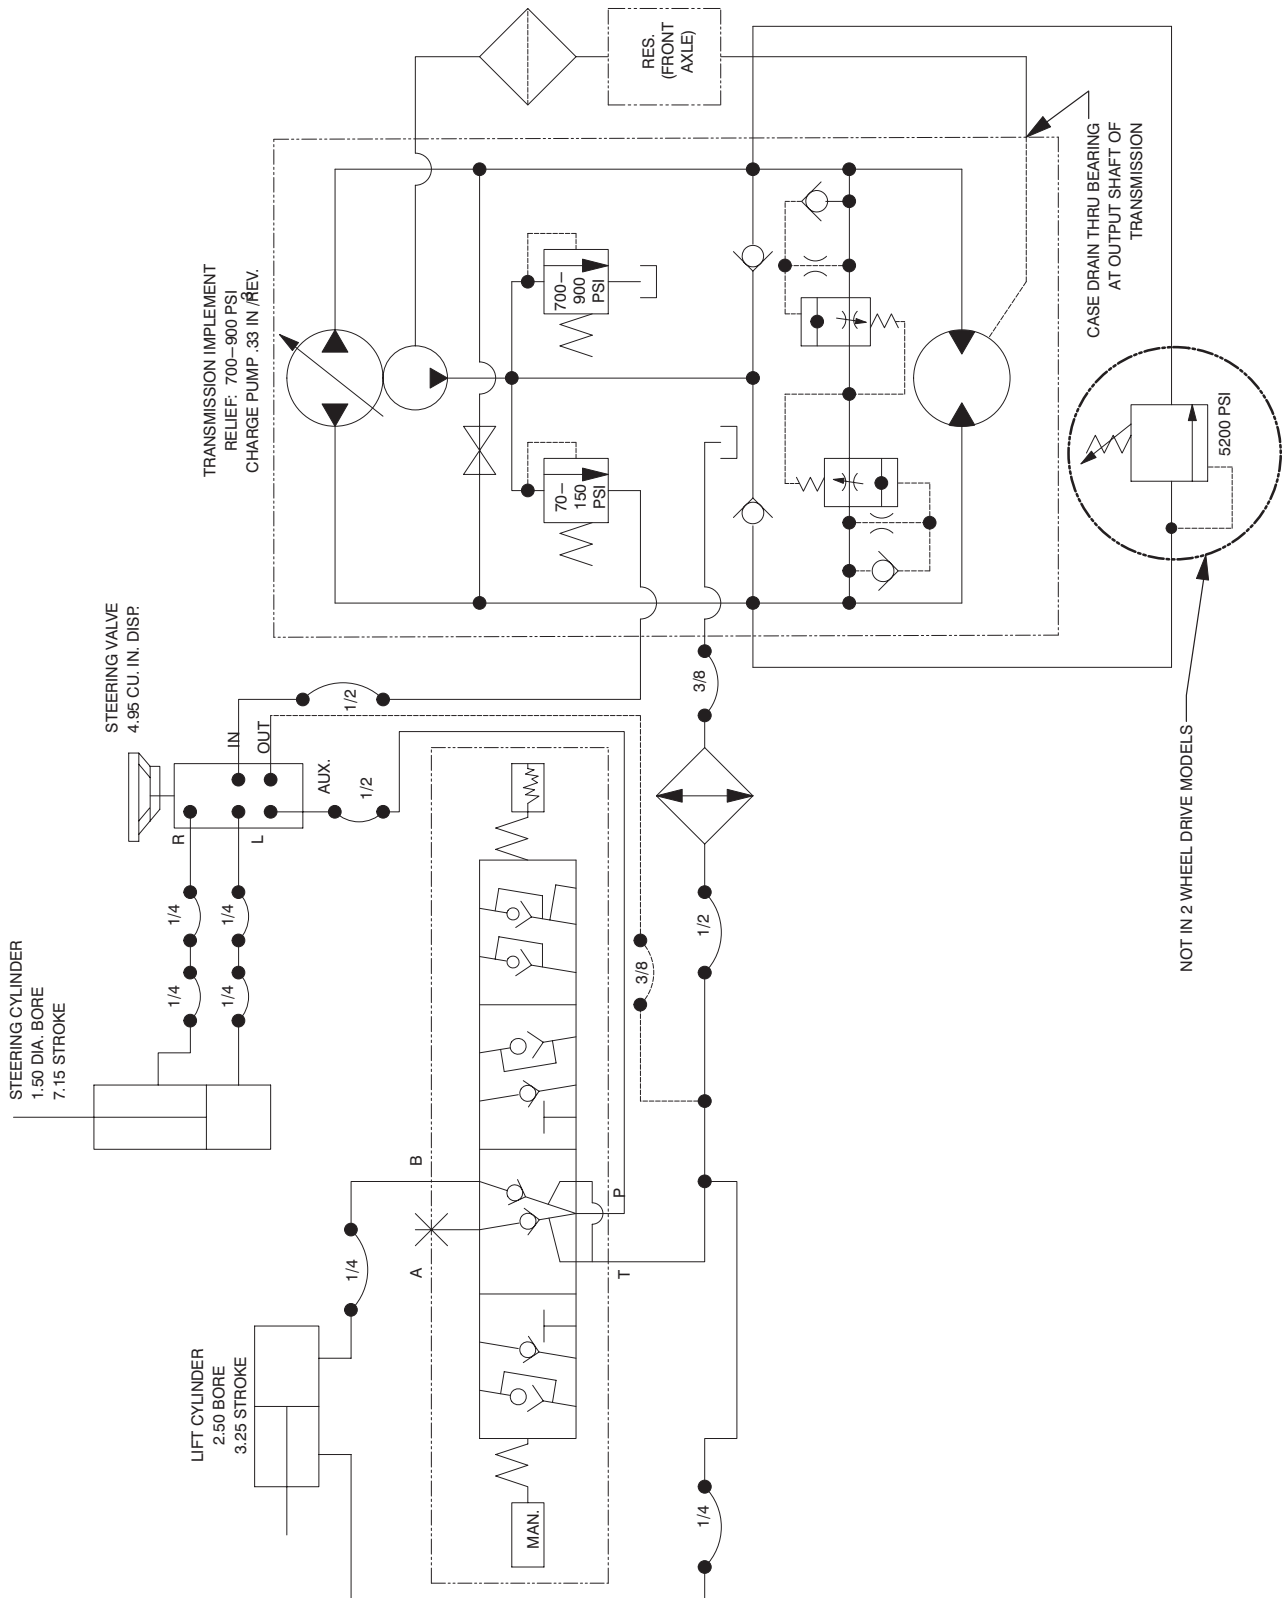 LIFT CYLINDER
2.50 BORE
3.25 STROKE
1/4
MAN.
A
B
T
P
1/4
STEERING CYLINDER
1.50 DIA. BORE
7.15 STROKE
1/4
1/4
1/4
1/4
R
L
STEERING VALVE
4.95 CU. IN. DISP.
IN
OUT
AUX.
1/2
1/2
3/8
1/2
3/8
TRANSMISSION IMPLEMENT
RELIEF: 700–900 PSI
CHARGE PUMP .33 IN³/REV.
70–
150
PSI
700–
900
PSI
RES.
(FRONT
AXLE)
CASE DRAIN THRU BEARING
AT OUTPUT SHAFT OF
TRANSMISSION
5200 PSI
NOT IN 2 WHEEL DRIVE MODELS